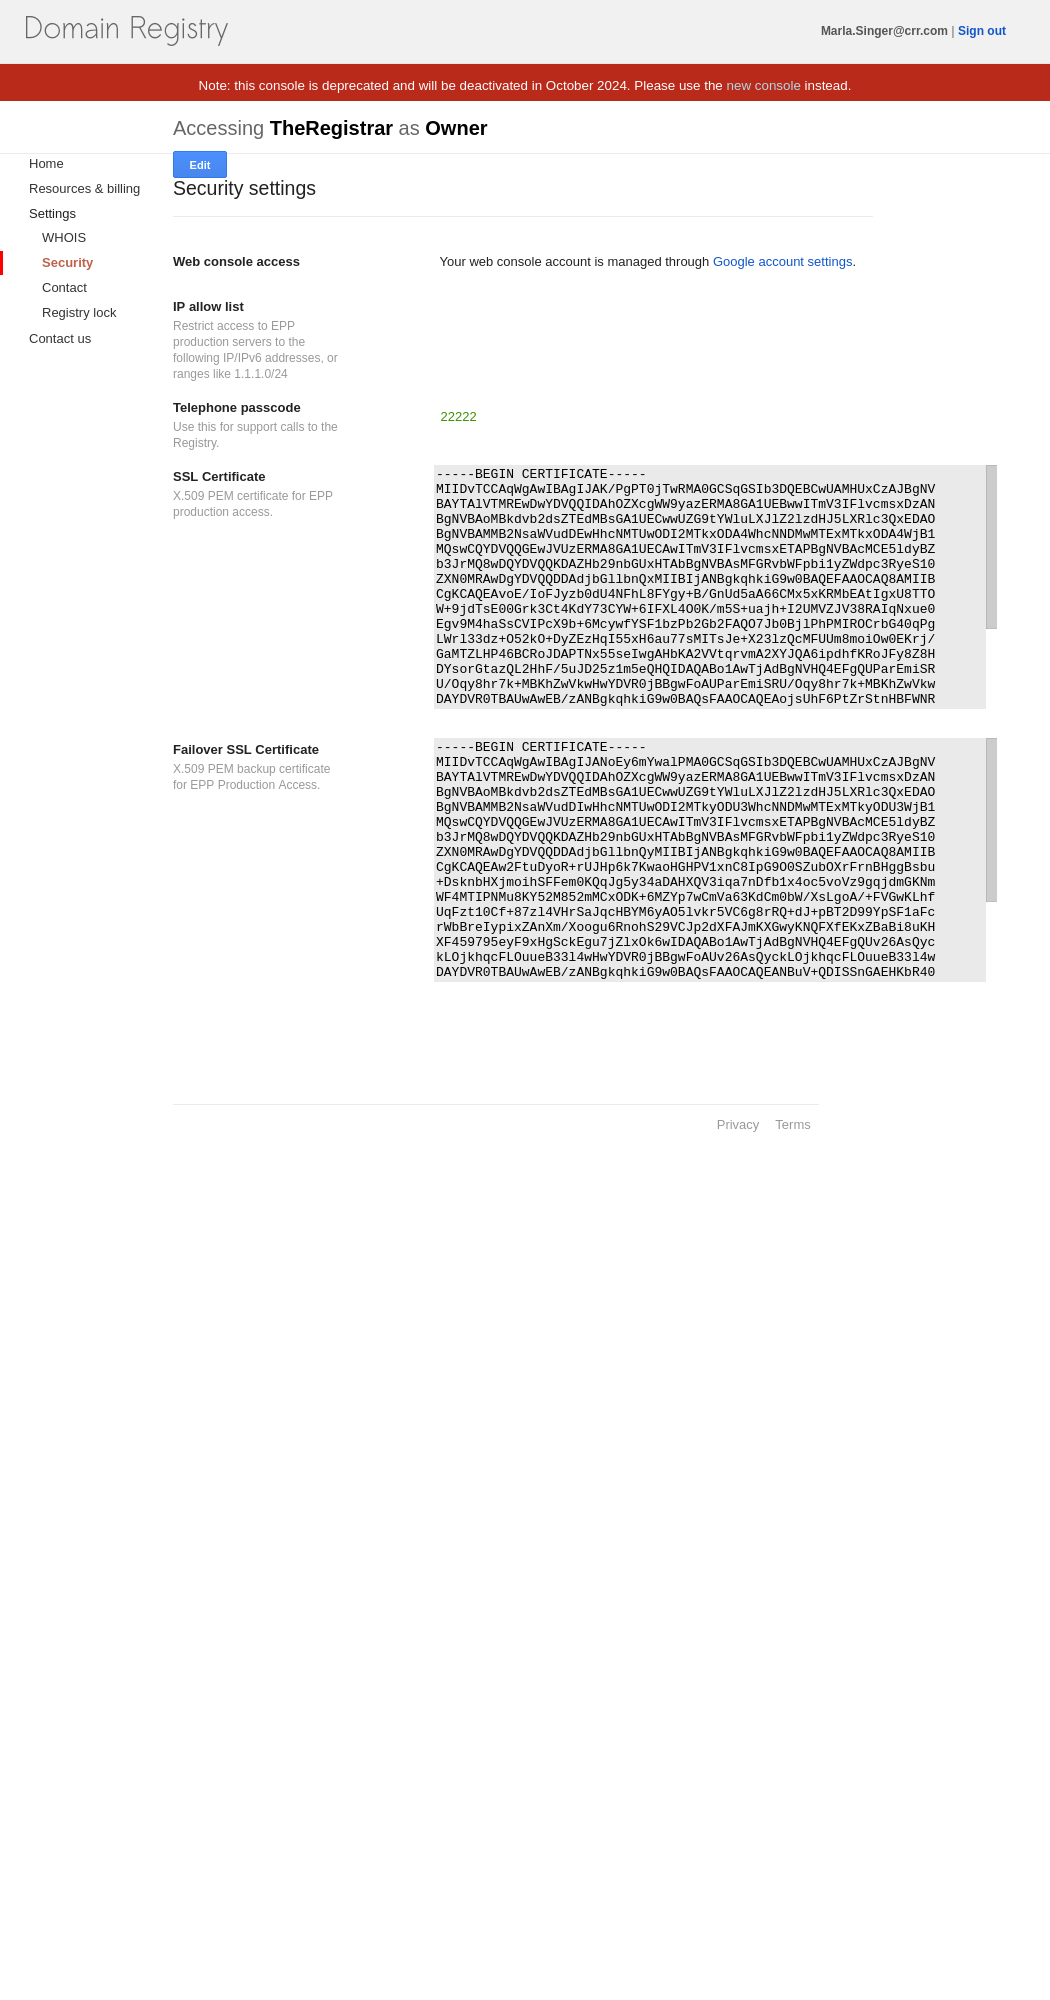 Domain Registry
Marla.Singer@crr.com | Sign out
Note: this console is deprecated and will be deactivated in October 2024. Please use the new console instead.
Accessing TheRegistrar as Owner
Home
Resources & billing
Settings
WHOIS
Security
Contact
Registry lock
Contact us
Edit
Security settings
Web console access
Your web console account is managed through Google account settings.
IP allow list
Restrict access to EPP
production servers to the
following IP/IPv6 addresses, or
ranges like 1.1.1.0/24
Telephone passcode
Use this for support calls to the
Registry.
22222
SSL Certificate
X.509 PEM certificate for EPP
production access.
-----BEGIN CERTIFICATE-----
MIIDvTCCAqWgAwIBAgIJAK/PgPT0jTwRMA0GCSqGSIb3DQEBCwUAMHUxCzAJBgNV
BAYTAlVTMREwDwYDVQQIDAhOZXcgWW9yazERMA8GA1UEBwwITmV3IFlvcmsxDzAN
BgNVBAoMBkdvb2dsZTEdMBsGA1UECwwUZG9tYWluLXJlZ2lzdHJ5LXRlc3QxEDAO
BgNVBAMMB2NsaWVudDEwHhcNMTUwODI2MTkxODA4WhcNNDMwMTExMTkxODA4WjB1
MQswCQYDVQQGEwJVUzERMA8GA1UECAwITmV3IFlvcmsxETAPBgNVBAcMCE5ldyBZ
b3JrMQ8wDQYDVQQKDAZHb29nbGUxHTAbBgNVBAsMFGRvbWFpbi1yZWdpc3RyeS10
ZXN0MRAwDgYDVQQDDAdjbGllbnQxMIIBIjANBgkqhkiG9w0BAQEFAAOCAQ8AMIIB
CgKCAQEAvoE/IoFJyzb0dU4NFhL8FYgy+B/GnUd5aA66CMx5xKRMbEAtIgxU8TTO
W+9jdTsE00Grk3Ct4KdY73CYW+6IFXL4O0K/m5S+uajh+I2UMVZJV38RAIqNxue0
Egv9M4haSsCVIPcX9b+6McywfYSF1bzPb2Gb2FAQO7Jb0BjlPhPMIROCrbG40qPg
LWrl33dz+O52kO+DyZEzHqI55xH6au77sMITsJe+X23lzQcMFUUm8moiOw0EKrj/
GaMTZLHP46BCRoJDAPTNx55seIwgAHbKA2VVtqrvmA2XYJQA6ipdhfKRoJFy8Z8H
DYsorGtazQL2HhF/5uJD25z1m5eQHQIDAQABo1AwTjAdBgNVHQ4EFgQUParEmiSR
U/Oqy8hr7k+MBKhZwVkwHwYDVR0jBBgwFoAUParEmiSRU/Oqy8hr7k+MBKhZwVkw
DAYDVR0TBAUwAwEB/zANBgkqhkiG9w0BAQsFAAOCAQEAojsUhF6PtZrStnHBFWNR
Failover SSL Certificate
X.509 PEM backup certificate
for EPP Production Access.
-----BEGIN CERTIFICATE-----
MIIDvTCCAqWgAwIBAgIJANoEy6mYwalPMA0GCSqGSIb3DQEBCwUAMHUxCzAJBgNV
BAYTAlVTMREwDwYDVQQIDAhOZXcgWW9yazERMA8GA1UEBwwITmV3IFlvcmsxDzAN
BgNVBAoMBkdvb2dsZTEdMBsGA1UECwwUZG9tYWluLXJlZ2lzdHJ5LXRlc3QxEDAO
BgNVBAMMB2NsaWVudDIwHhcNMTUwODI2MTkyODU3WhcNNDMwMTExMTkyODU3WjB1
MQswCQYDVQQGEwJVUzERMA8GA1UECAwITmV3IFlvcmsxETAPBgNVBAcMCE5ldyBZ
b3JrMQ8wDQYDVQQKDAZHb29nbGUxHTAbBgNVBAsMFGRvbWFpbi1yZWdpc3RyeS10
ZXN0MRAwDgYDVQQDDAdjbGllbnQyMIIBIjANBgkqhkiG9w0BAQEFAAOCAQ8AMIIB
CgKCAQEAw2FtuDyoR+rUJHp6k7KwaoHGHPV1xnC8IpG9O0SZubOXrFrnBHggBsbu
+DsknbHXjmoihSFFem0KQqJg5y34aDAHXQV3iqa7nDfb1x4oc5voVz9gqjdmGKNm
WF4MTIPNMu8KY52M852mMCxODK+6MZYp7wCmVa63KdCm0bW/XsLgoA/+FVGwKLhf
UqFzt10Cf+87zl4VHrSaJqcHBYM6yAO5lvkr5VC6g8rRQ+dJ+pBT2D99YpSF1aFc
rWbBreIypixZAnXm/Xoogu6RnohS29VCJp2dXFAJmKXGwyKNQFXfEKxZBaBi8uKH
XF459795eyF9xHgSckEgu7jZlxOk6wIDAQABo1AwTjAdBgNVHQ4EFgQUv26AsQyc
kLOjkhqcFLOuueB33l4wHwYDVR0jBBgwFoAUv26AsQyckLOjkhqcFLOuueB33l4w
DAYDVR0TBAUwAwEB/zANBgkqhkiG9w0BAQsFAAOCAQEANBuV+QDISSnGAEHKbR40
Privacy
Terms